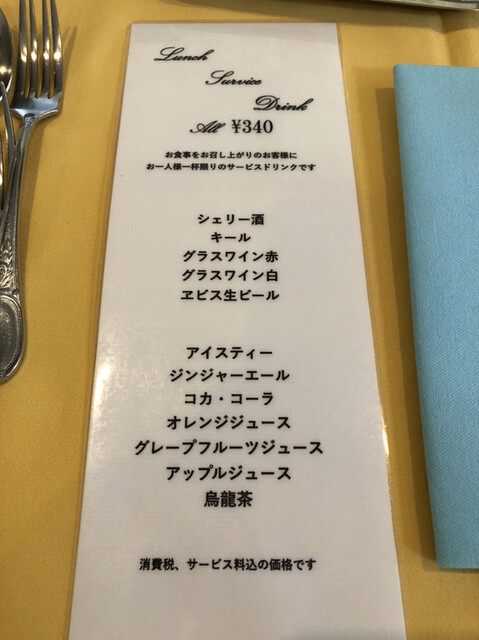 Lunch
Survice
Drink
All ¥340
お食事をお召し上がりのお客様に
お一人様一杯限りのサービスドリンクです
シェリー酒
キール
グラスワイン赤
グラスワイン白
ヱビス生ビール
アイスティー
ジンジャーエール
コカ・コーラ
オレンジジュース
グレープフルーツジュース
アップルジュース
烏龍茶
消費税、サービス料込の価格です